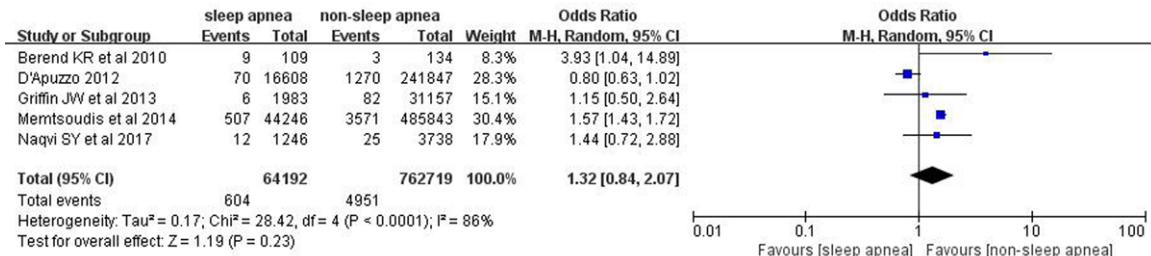 sleep apnea non-sleep apnea Odds Ratio Odds Ratio
Study or Subgroup Events Total Events Total Weight M-H, Random, 95% CI M-H, Random, 95% CI
Berend KR et al 2010 9 109 3 134 8.3% 3.93 [1.04, 14.89]
D'Apuzzo 2012 70 16608 1270 241847 28.3% 0.80 [0.63, 1.02]
Griffin JW et al 2013 6 1983 82 31157 15.1% 1.15 [0.50, 2.64]
Memtsoudis et al 2014 507 44246 3571 485843 30.4% 1.57 [1.43, 1.72]
Naqvi SY et al 2017 12 1246 25 3738 17.9% 1.44 [0.72, 2.88]
Total (95% CI) 64192 762719 100.0% 1.32 [0.84, 2.07]
Total events 604 4951
Heterogeneity: Tau² = 0.17; Chi² = 28.42, df = 4 (P < 0.0001); I² = 86%
Test for overall effect: Z = 1.19 (P = 0.23)
0.01 0.1 1 10 100
Favours [sleep apnea] Favours [non-sleep apnea]